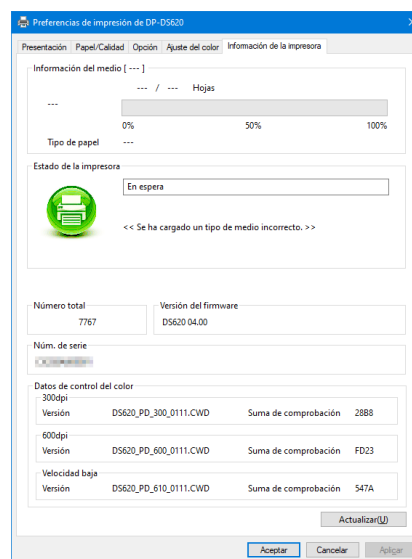 Preferencias de impresión de DP-DS620
Presentación Papel/Calidad Opción Ajuste del color Información de la impresora
Información del medio [ --- ]
--- / --- Hojas
---
0% 50% 100%
Tipo de papel ---
Estado de la impresora
En espera
<< Se ha cargado un tipo de medio incorrecto. >>
Número total Versión del firmware
7767 DS620 04.00
Núm. de serie
Datos de control del color
300dpi
Versión DS620_PD_300_0111.CWD Suma de comprobación 28B8
600dpi
Versión DS620_PD_600_0111.CWD Suma de comprobación FD23
Velocidad baja
Versión DS620_PD_610_0111.CWD Suma de comprobación 547A
Actualizar(U)
Aceptar Cancelar Aplicar